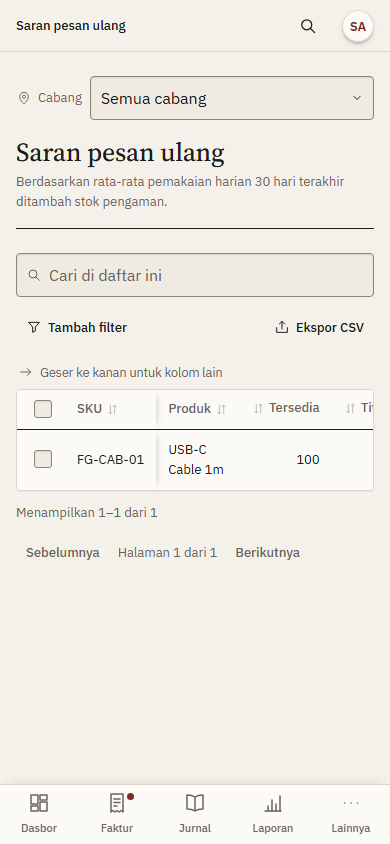 Saran pesan ulang
SA
Cabang
Semua cabang
Saran pesan ulang
Berdasarkan rata-rata pemakaian harian 30 hari terakhir
ditambah stok pengaman.
Cari di daftar ini
Tambah filter
Ekspor CSV
Geser ke kanan untuk kolom lain
SKU Produk Tersedia
FG-CAB-01 USB-C
Cable 1m
100
Menampilkan 1–1 dari 1
Sebelumnya Halaman 1 dari 1 Berikutnya
Dasbor Faktur Jurnal Laporan Lainnya